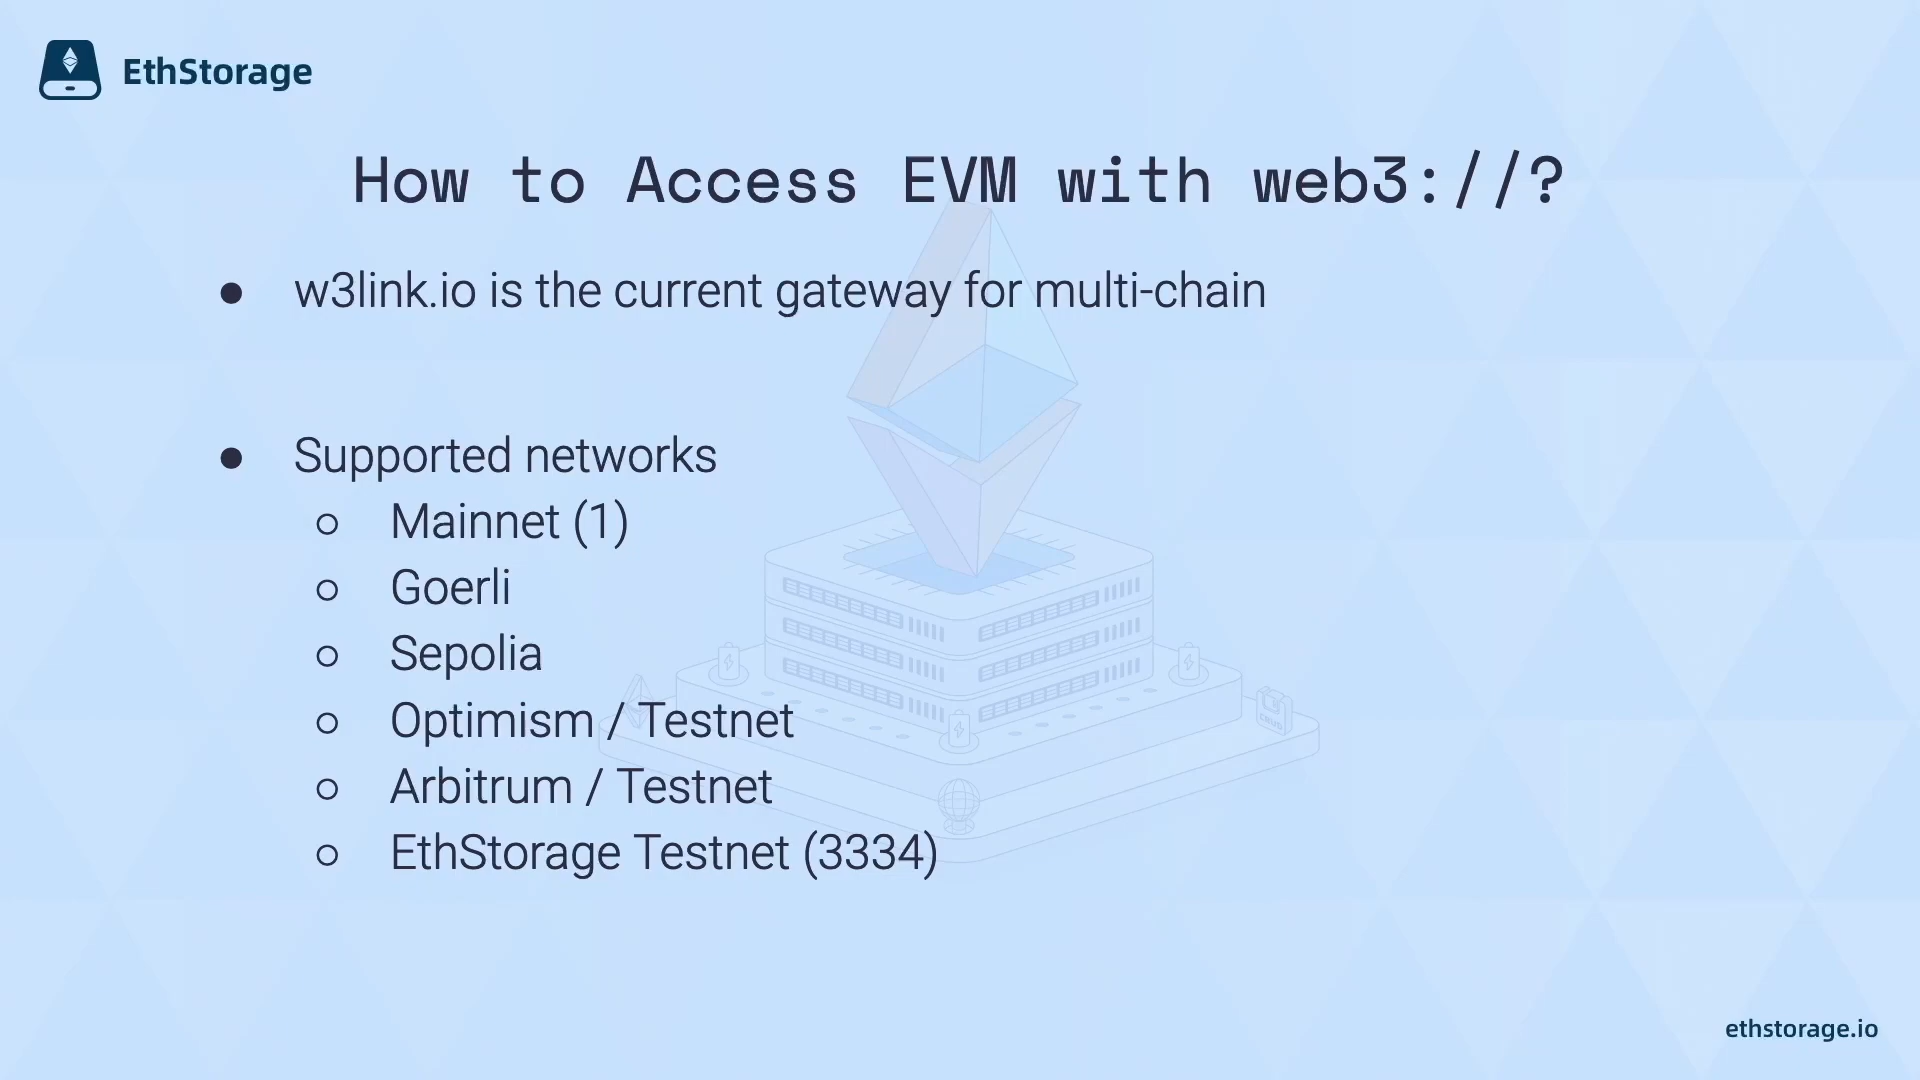 EthStorage
How to Access EVM with web3://?
● w3link.io is the current gateway for multi-chain
● Supported networks
○ Mainnet (1)
○ Goerli
○ Sepolia
○ Optimism / Testnet
○ Arbitrum / Testnet
○ EthStorage Testnet (3334)
ethstorage.io